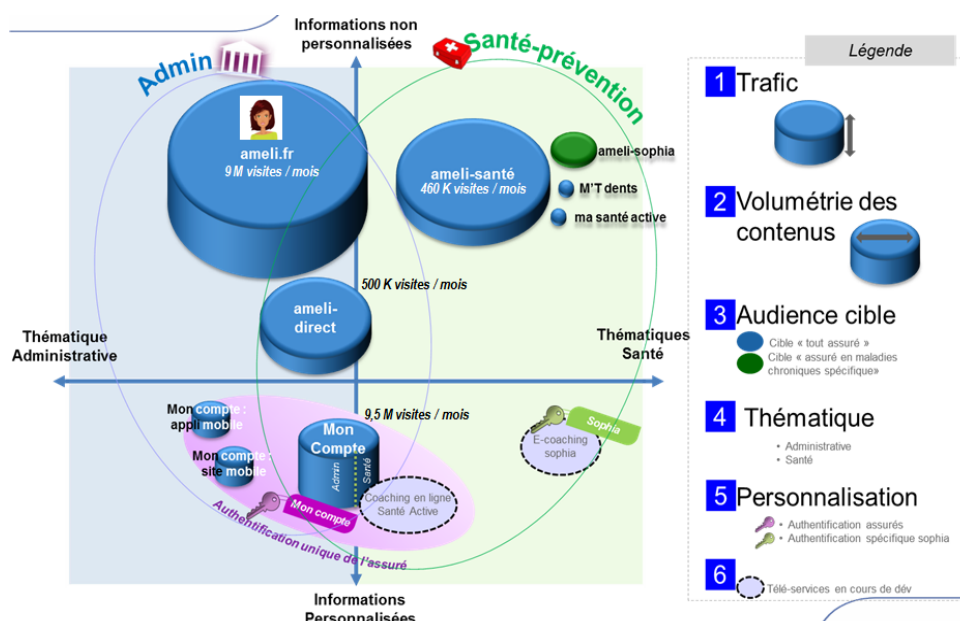 Informations non
personnalisées
Admin
Santé-prévention
ameli.fr
9 M visites / mois
ameli-santé
460 K visites / mois
ameli-sophia
M'T dents
ma santé active
500 K visites / mois
ameli-
direct
Thématique
Administrative
Thématiques
Santé
9,5 M visites / mois
Mon compte :
appli mobile
Mon compte :
site mobile
Mon
Compte
Admin
Santé
Mon compte
Coaching en ligne
Santé Active
Authentification unique de l'assuré
Sophia
E-coaching
sophia
Informations
Personnalisées
Légende
1 Trafic
2 Volumétrie des
contenus
3 Audience cible
Cible « tout assuré »
Cible « assuré en maladies
chroniques spécifique»
4 Thématique
• Administrative
• Santé
5 Personnalisation
• Authentification assurés
• Authentification spécifique sophia
6
Télé-services en cours de dév